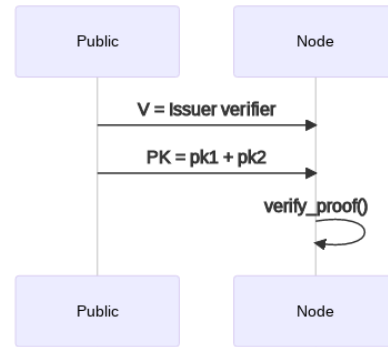 Public
Node
V = Issuer verifier
PK = pk1 + pk2
verify_proof()
Public
Node